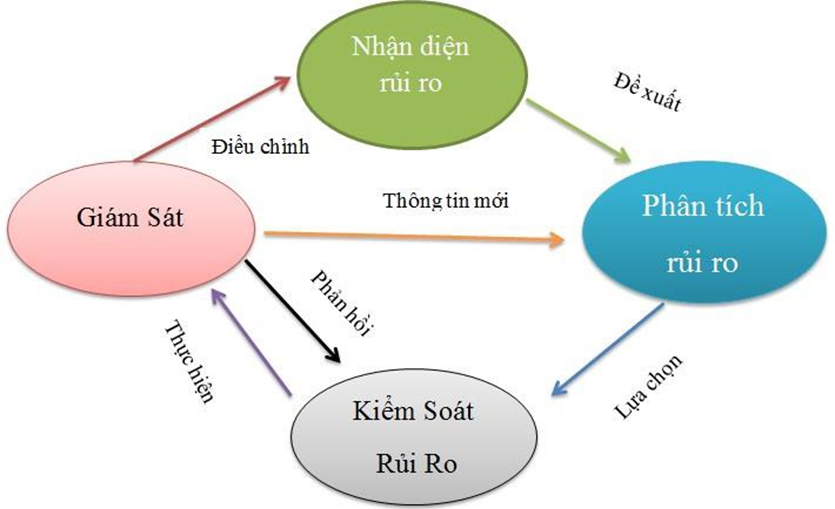 Nhận diện
rủi ro
Đề xuất
Điều chỉnh
Giám Sát
Thông tin mới
Phân tích
rủi ro
Phản hồi
Thực hiện
Lựa chọn
Kiểm Soát
Rủi Ro